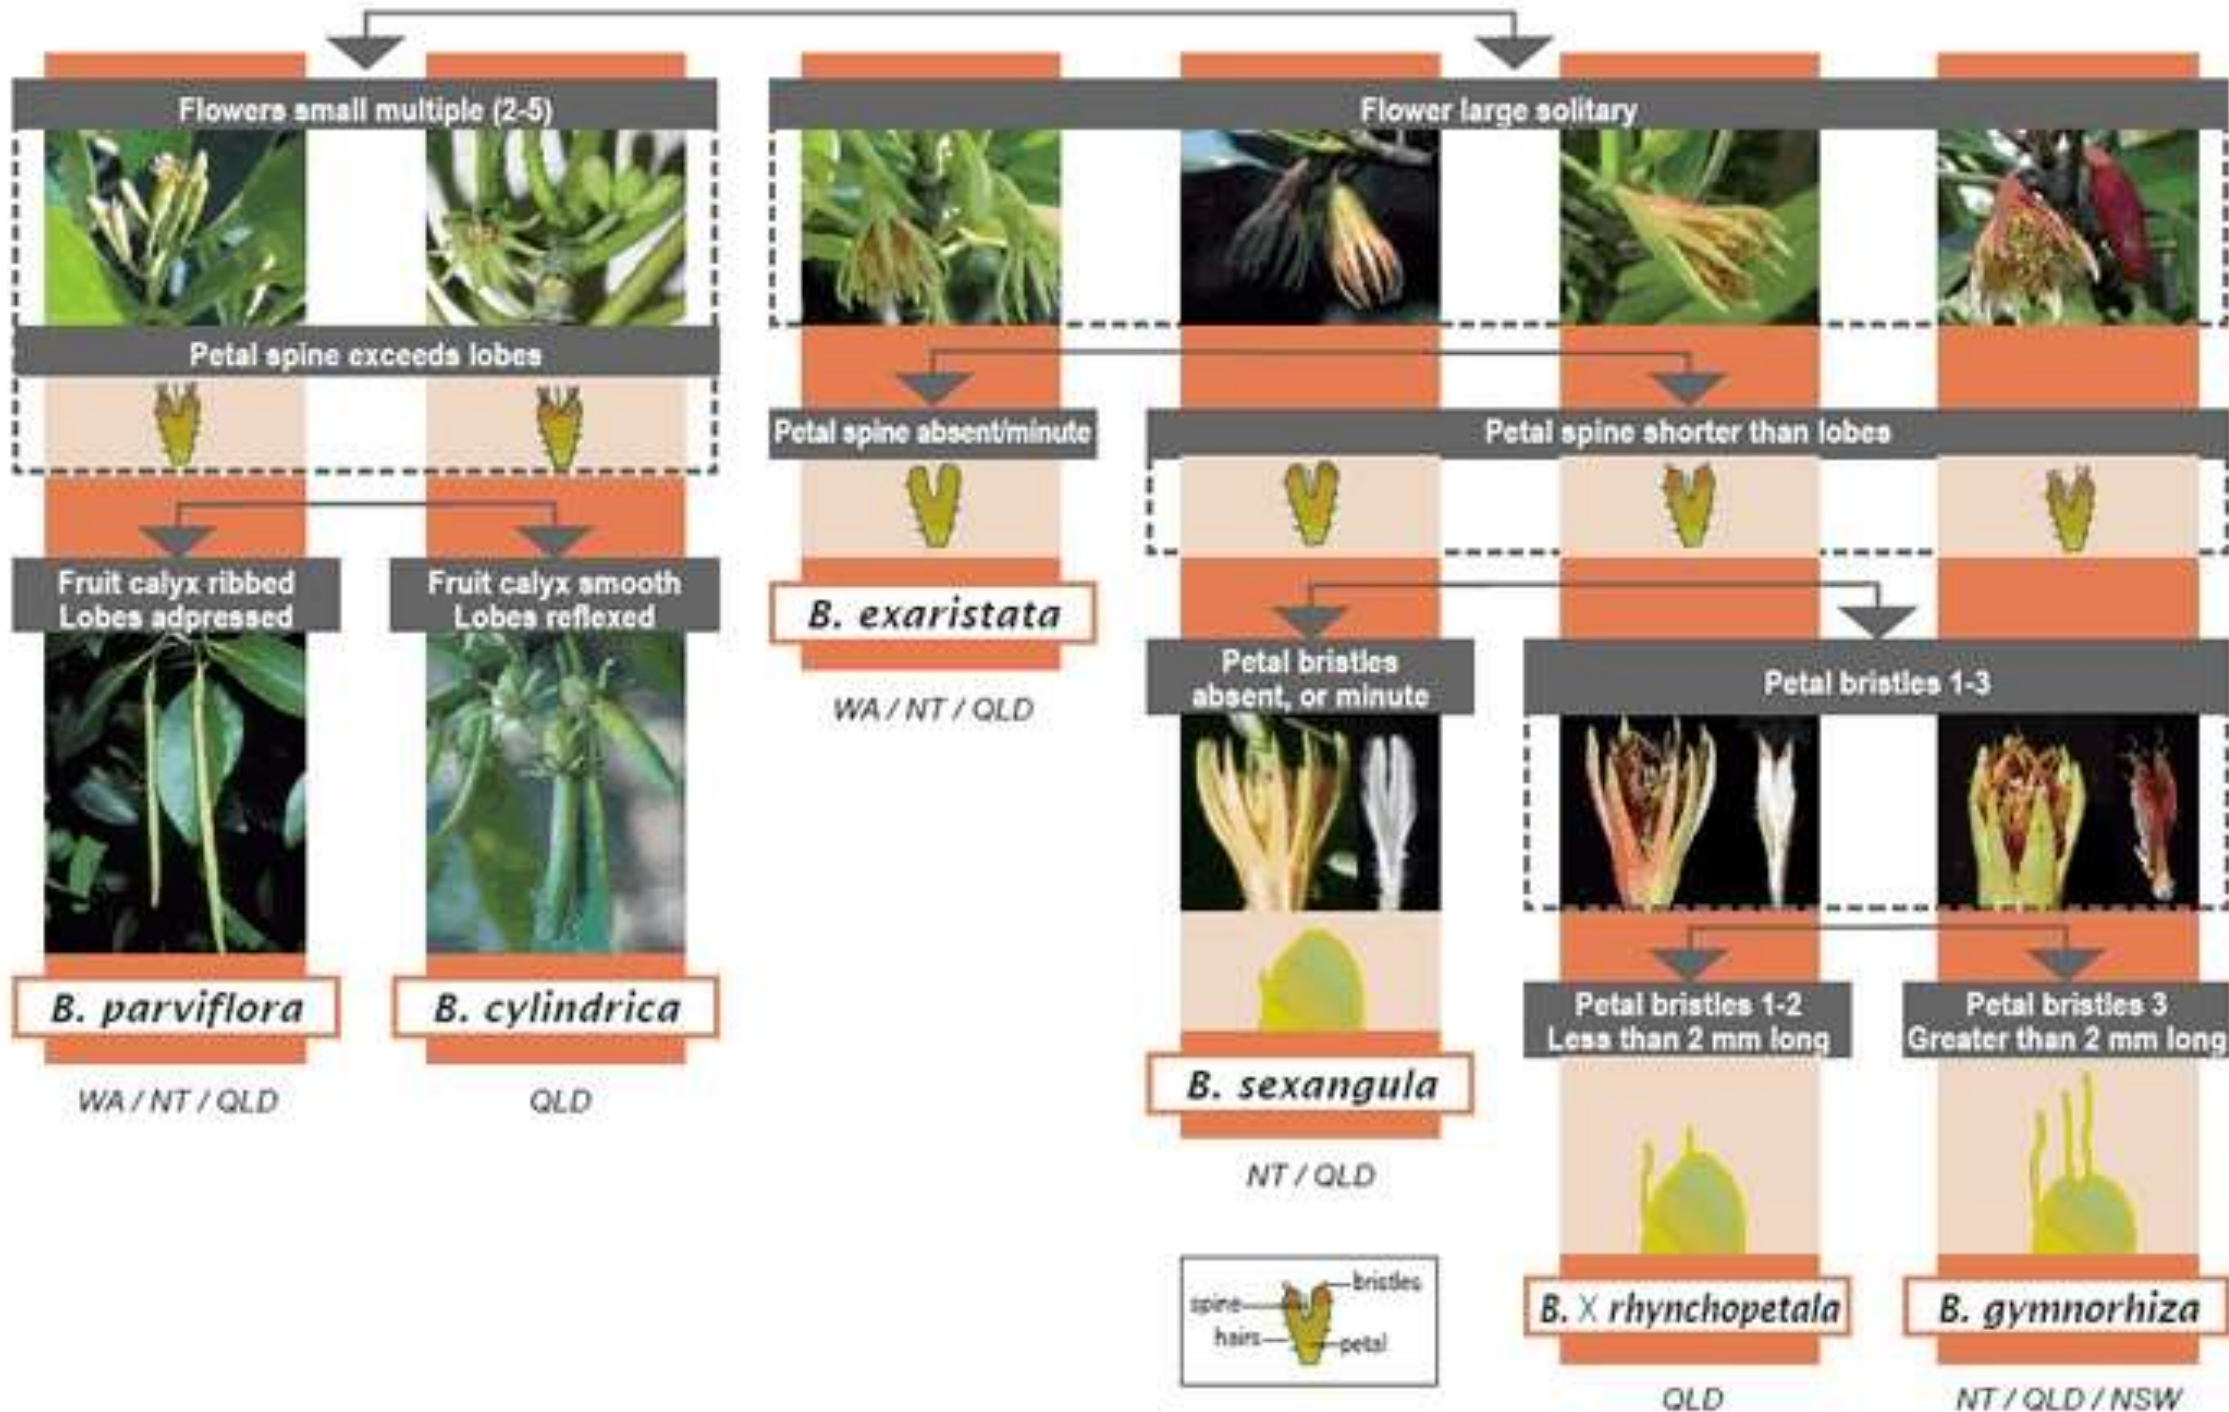 Flowers small multiple (2-5)
Flower large solitary
Petal spine exceeds lobes
Petal spine absent/minute
Petal spine shorter than lobes
Fruit calyx ribbed
Lobes adpressed
Fruit calyx smooth
Lobes reflexed
B. exaristata
WA / NT / QLD
Petal bristles
absent, or minute
Petal bristles 1-3
B. parviflora
WA / NT / QLD
B. cylindrica
QLD
B. sexangula
NT / QLD
Petal bristles 1-2
Less than 2 mm long
Petal bristles 3
Greater than 2 mm long
bristles
spine
hairs
petal
B. X rhynchopetala
QLD
B. gymnorhiza
NT / QLD / NSW